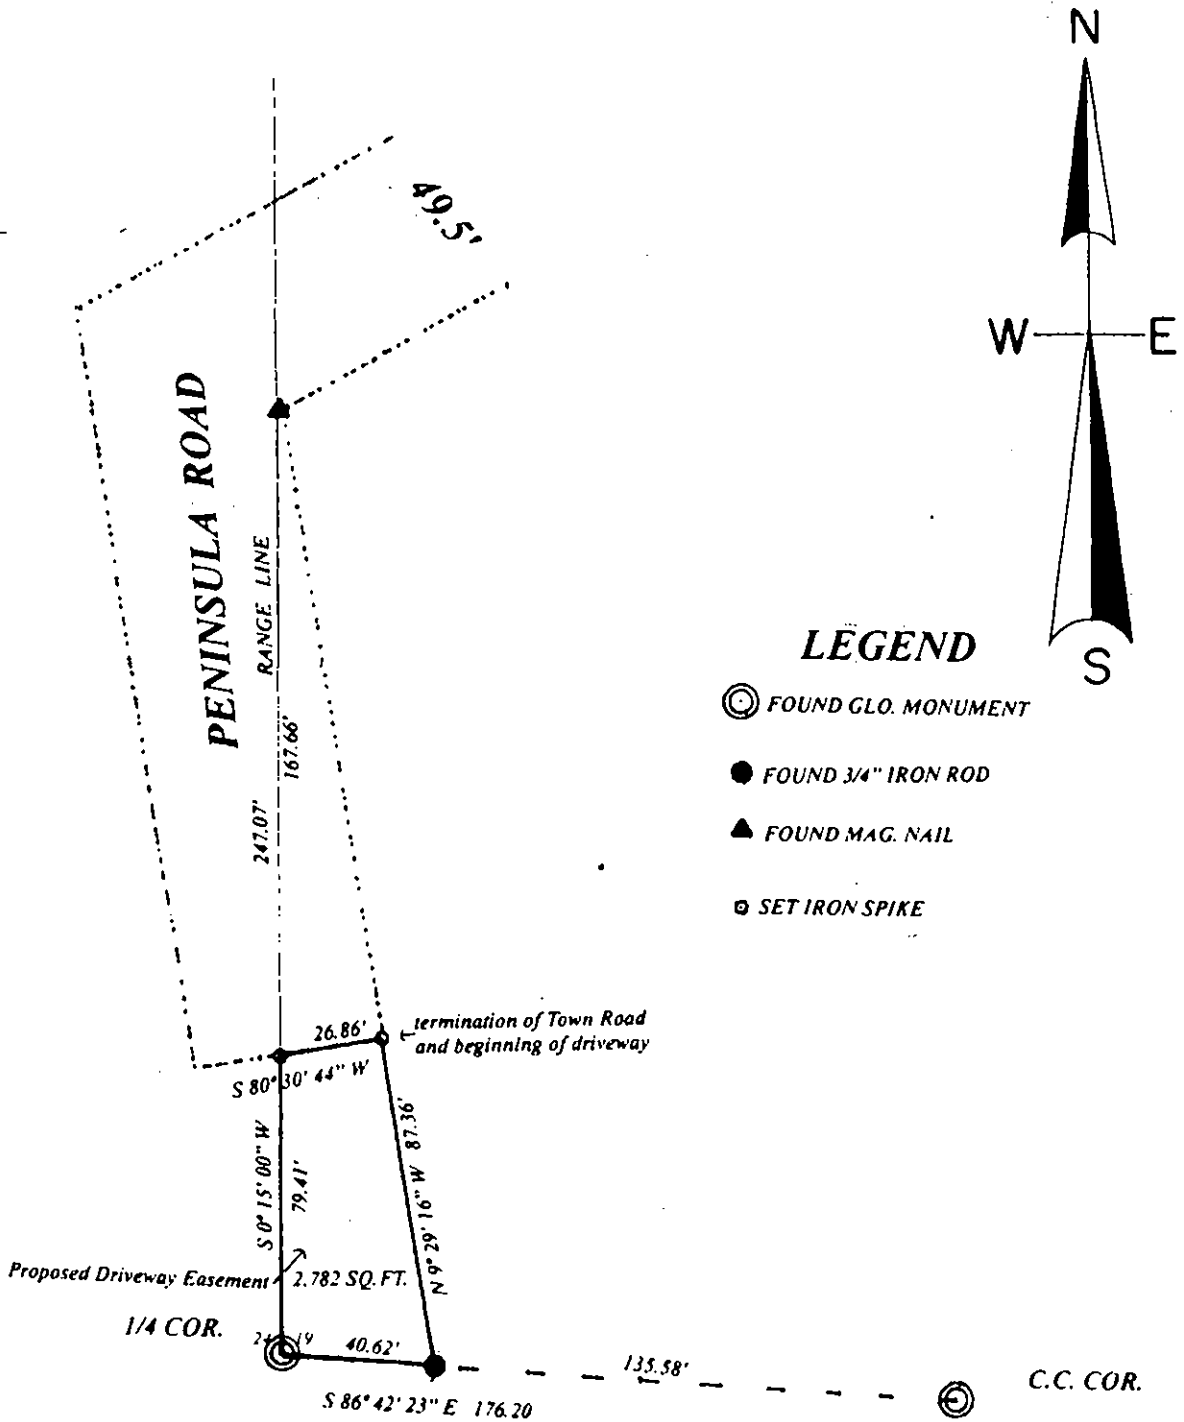 N
49.5'
W E
PENINSULA ROAD
RANGE LINE
LEGEND
S
FOUND GLO. MONUMENT
167.66'
FOUND 3/4" IRON ROD
247.07'
FOUND MAG. NAIL
SET IRON SPIKE
26.86'
termination of Town Road
and beginning of driveway
S 80° 30' 44" W
S 0° 15' 00" W
79.41'
N 9° 29' 16" W 87.36'
Proposed Driveway Easement
2.782 SQ. FT.
1/4 COR.
19
40.62'
135.58'
C.C. COR.
S 86° 42' 23" E 176.20